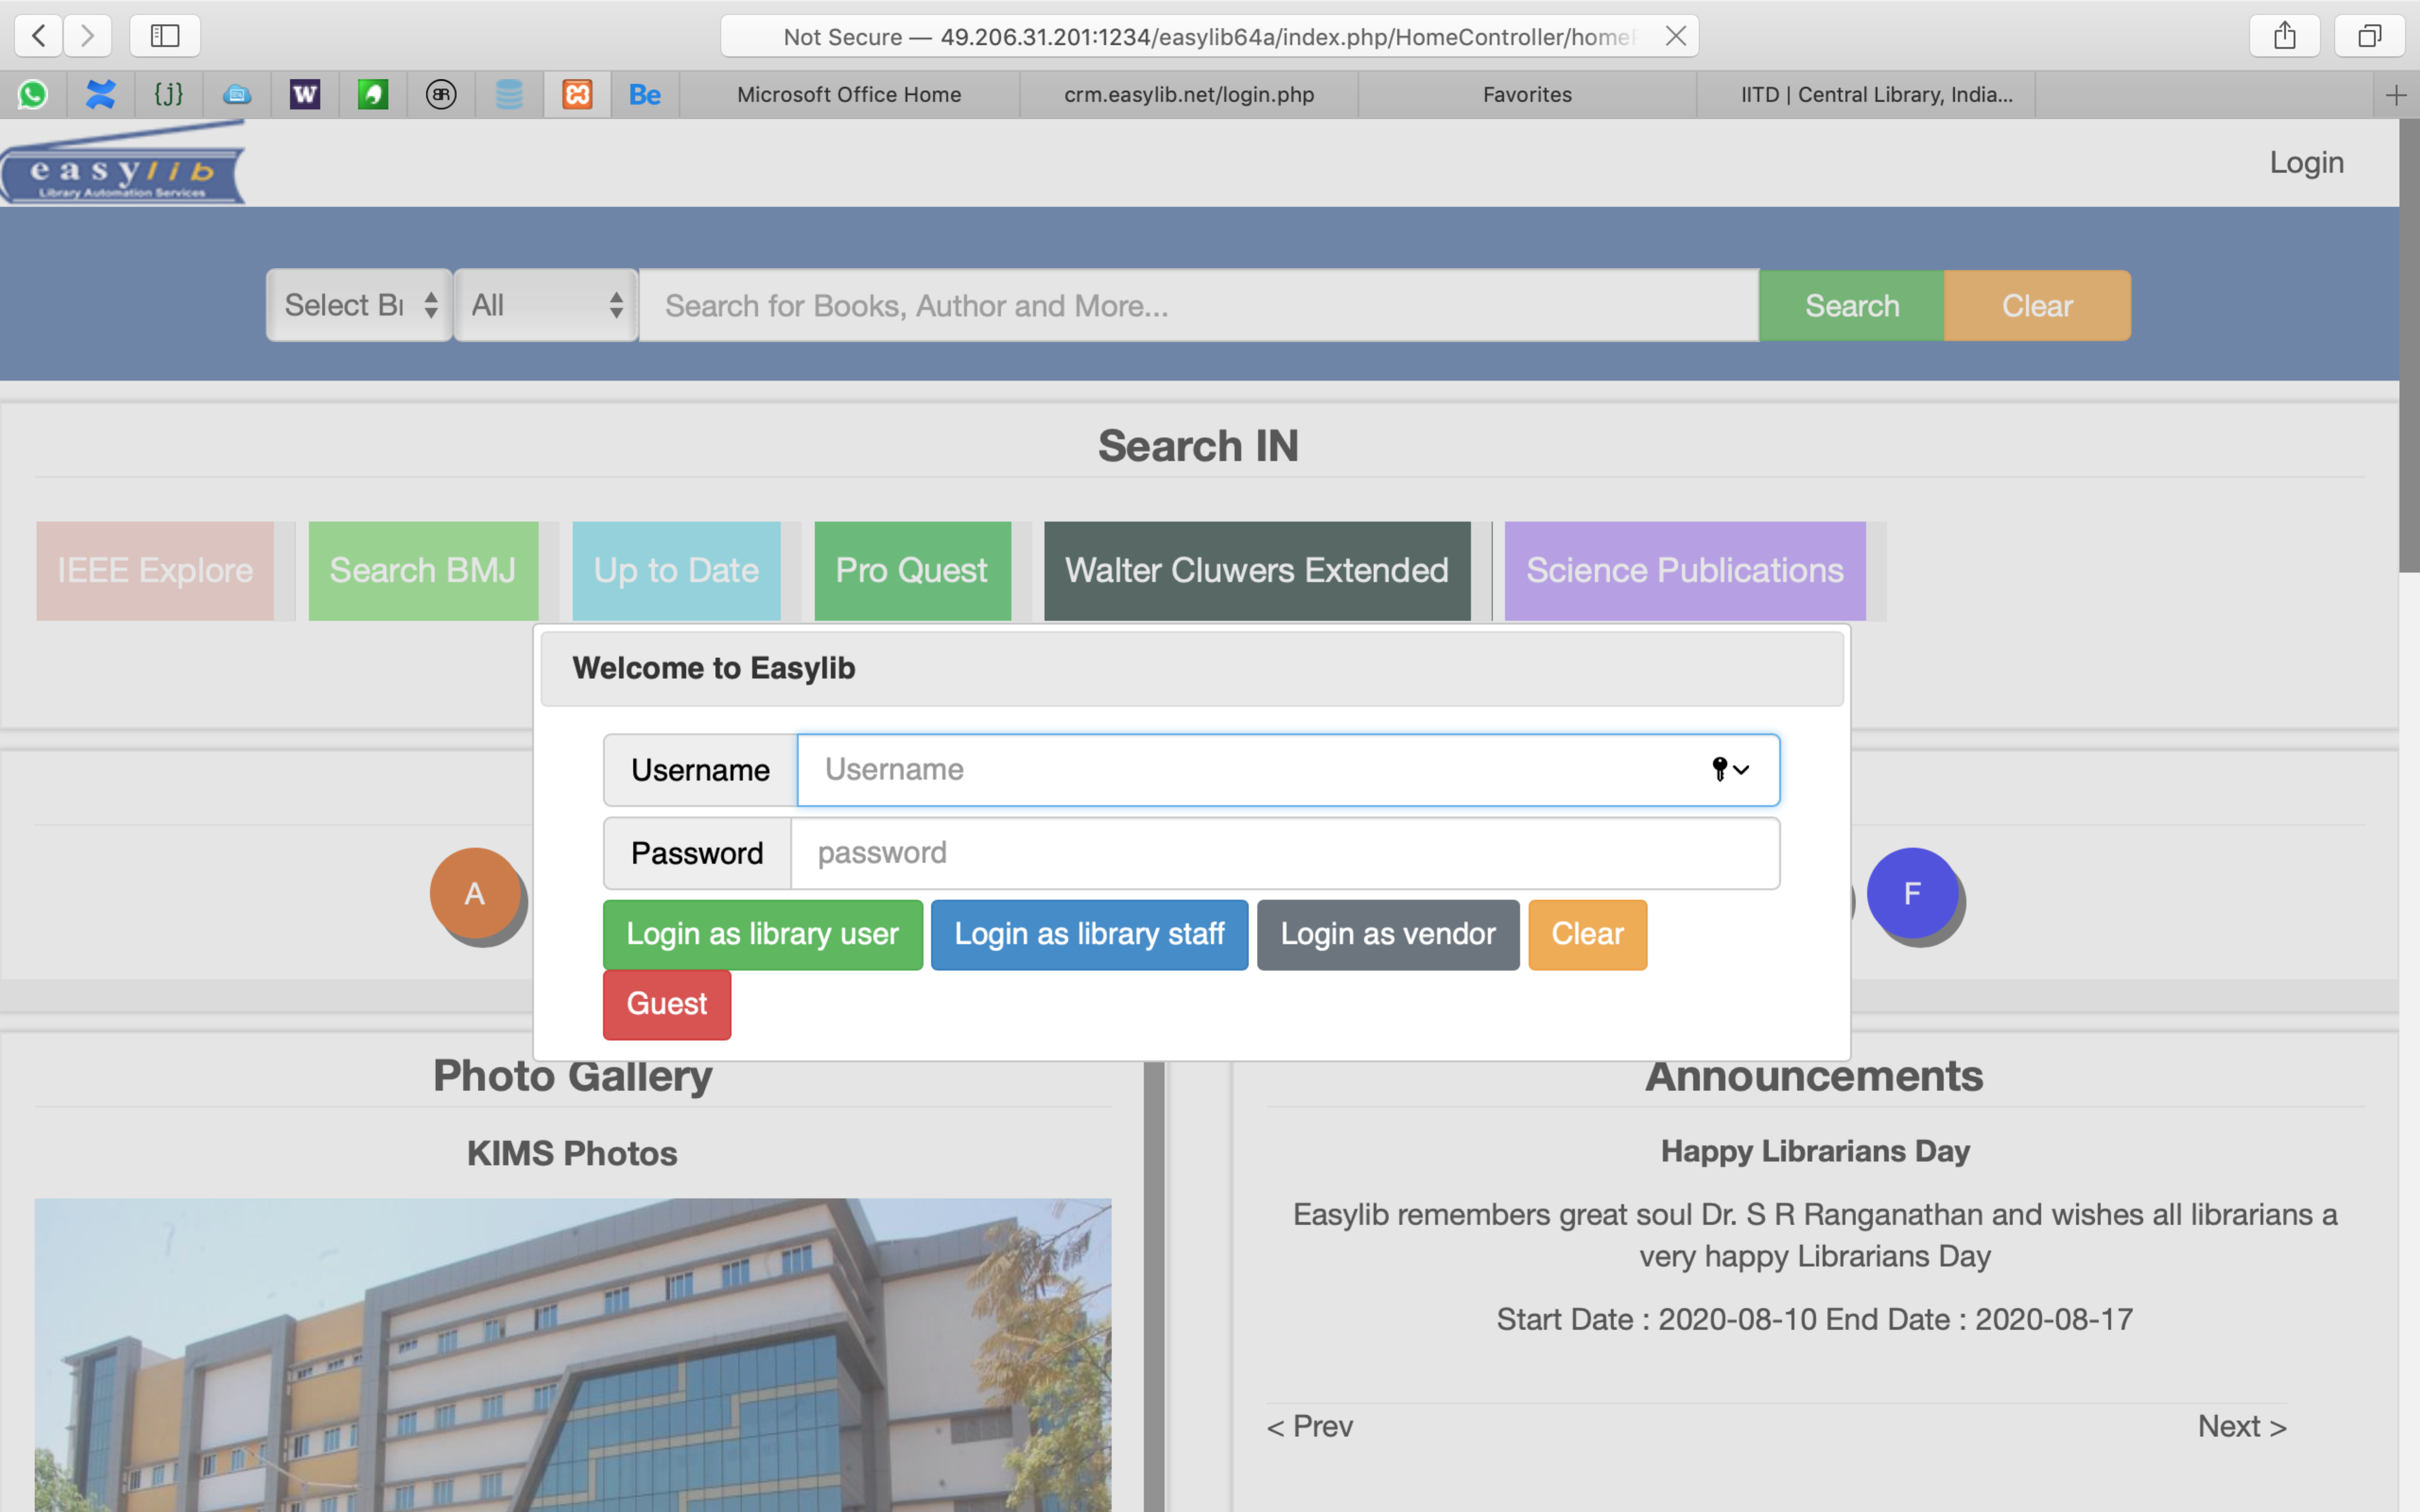 Not Secure — 49.206.31.201:1234/easylib64a/index.php/HomeController/home
{j} W BR Be Microsoft Office Home crm.easylib.net/login.php Favorites IITD | Central Library, India...
easylib
Library Automation Services
Login
Select All Search for Books, Author and More... Search Clear
Search IN
IEEE Explore Search BMJ Up to Date Pro Quest Walter Cluwers Extended Science Publications
Welcome to Easylib
Username Username
Password password
A F
Login as library user Login as library staff Login as vendor Clear
Guest
Photo Gallery
KIMS Photos
Announcements
Happy Librarians Day
Easylib remembers great soul Dr. S R Ranganathan and wishes all librarians a
very happy Librarians Day
Start Date : 2020-08-10 End Date : 2020-08-17
< Prev Next >